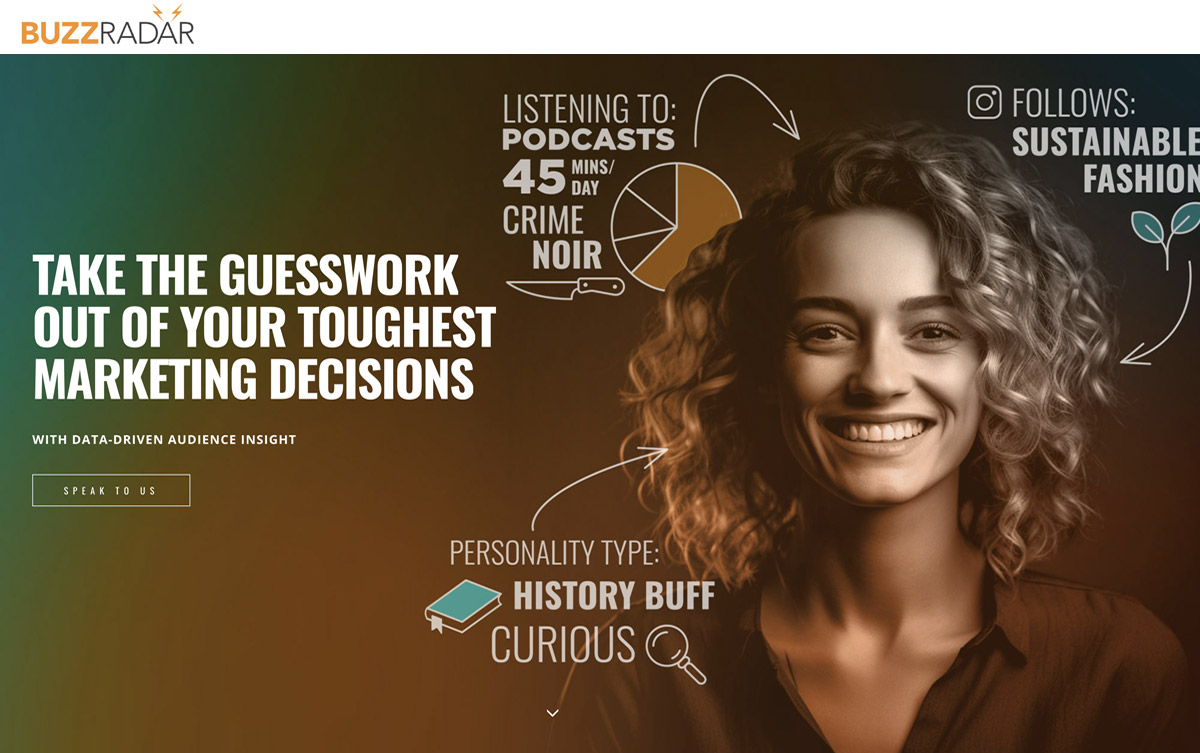 BUZZRADAR
LISTENING TO:
PODCASTS
45 MINS/
DAY
CRIME
NOIR
FOLLOWS:
SUSTAINABLE
FASHION
TAKE THE GUESSWORK
OUT OF YOUR TOUGHEST
MARKETING DECISIONS
WITH DATA-DRIVEN AUDIENCE INSIGHT
SPEAK TO US
PERSONALITY TYPE:
HISTORY BUFF
CURIOUS